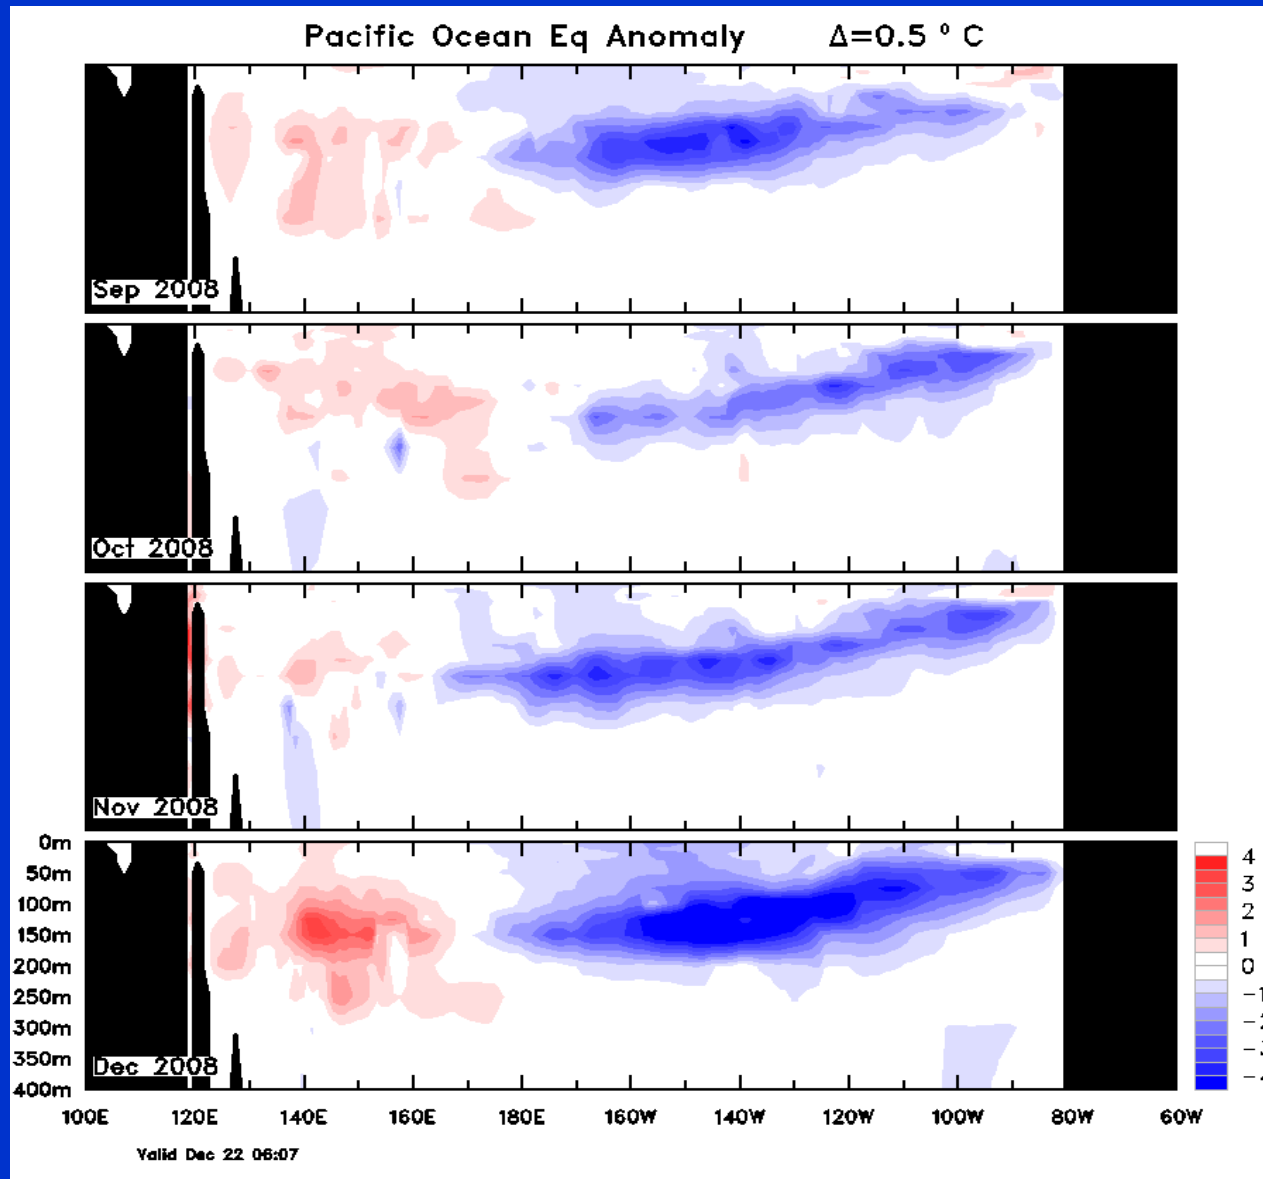 Pacific Ocean Eq Anomaly Δ=0.5 ° C
Sep 2008
Oct 2008
Nov 2008
0m
50m
100m
150m
200m
250m
300m
350m
400m
Dec 2008
4
3
2
1
0
-1
100E 120E 140E 160E 180E 160W 140W 120W 100W 80W 60W
Valid Dec 22 06:07